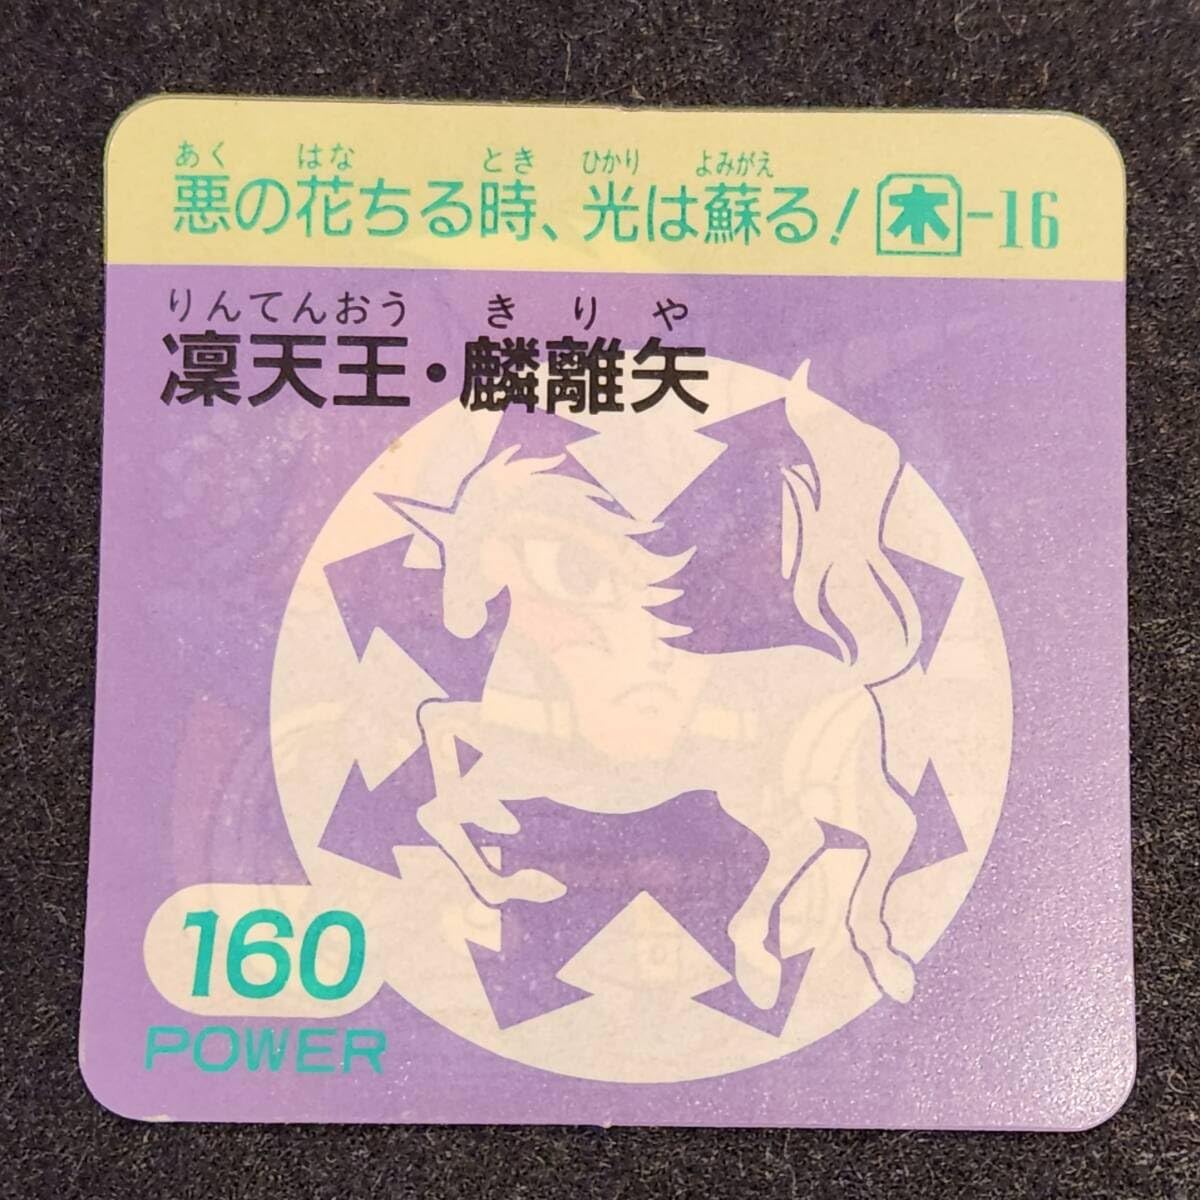 あく はな とき ひかり よみがえ
悪の花ちる時、光は蘇る! 木-16
りんてんおう きりや
凜天王・麟離矢
160
POWER